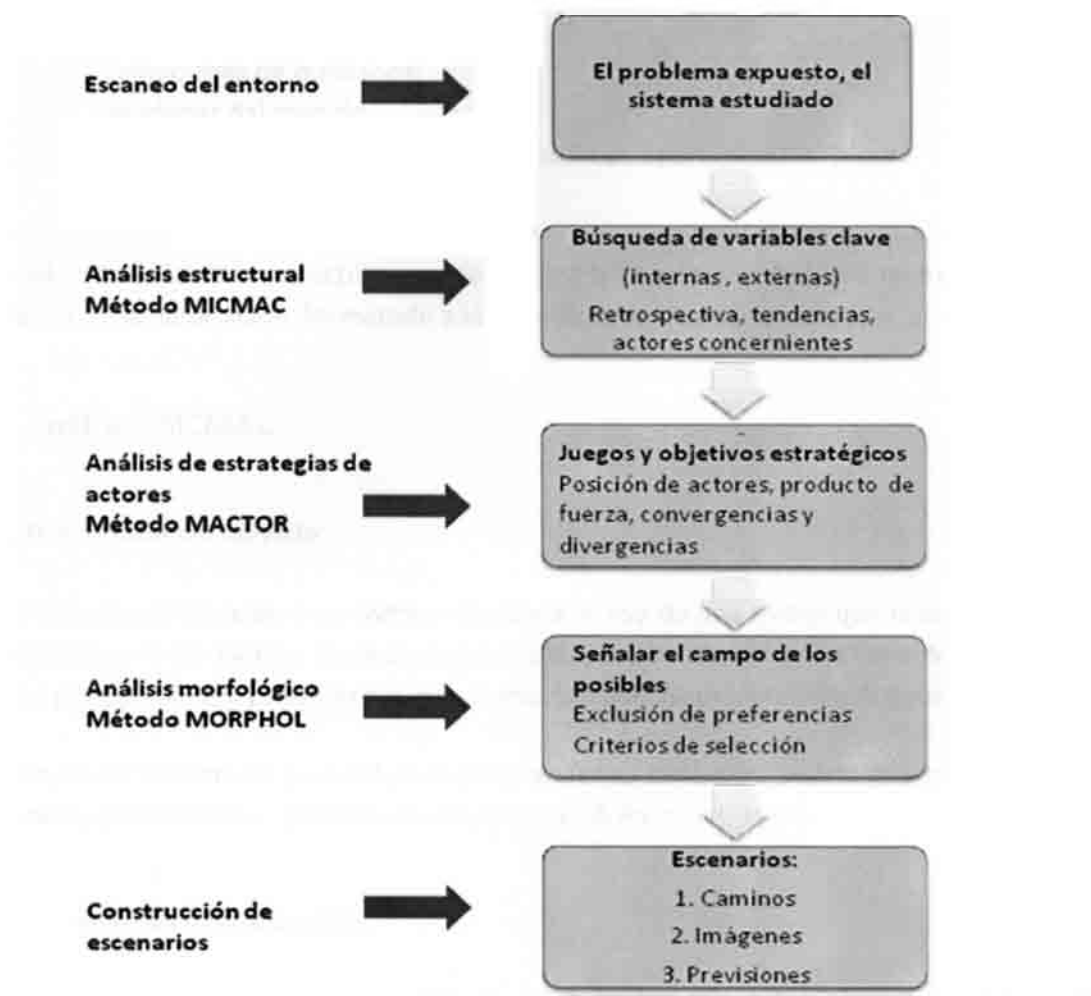 Escaneo del entorno
El problema expuesto, el
sistema estudiado
Análisis estructural
Método MICMAC
Búsqueda de variables clave
(internas , externas)
Retrospectiva, tendencias,
actores concernientes
Análisis de estrategias de
actores
Método MACTOR
Juegos y objetivos estratégicos
Posición de actores, producto de
fuerza, convergencias y
divergencias
Análisis morfológico
Método MORPHOL
Señalar el campo de los
posibles
Exclusión de preferencias
Criterios de selección
Construcción de
escenarios
Escenarios:
1. Caminos
2. Imágenes
3. Previsiones